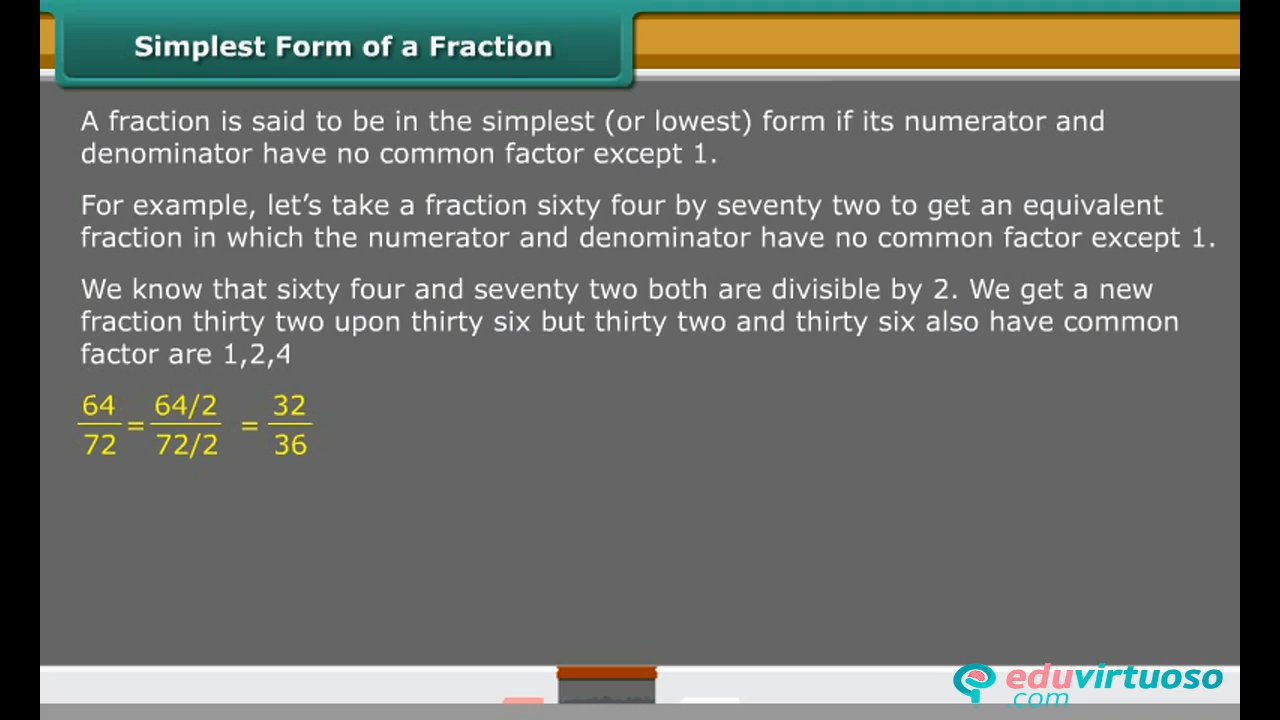 Simplest Form of a Fraction
A fraction is said to be in the simplest (or lowest) form if its numerator and
denominator have no common factor except 1.
For example, let’s take a fraction sixty four by seventy two to get an equivalent
fraction in which the numerator and denominator have no common factor except 1.
We know that sixty four and seventy two both are divisible by 2. We get a new
fraction thirty two upon thirty six but thirty two and thirty six also have common
factor are 1,2,4
64 64/2 32
= =
72 72/2 36
eduvirtuoso
.com